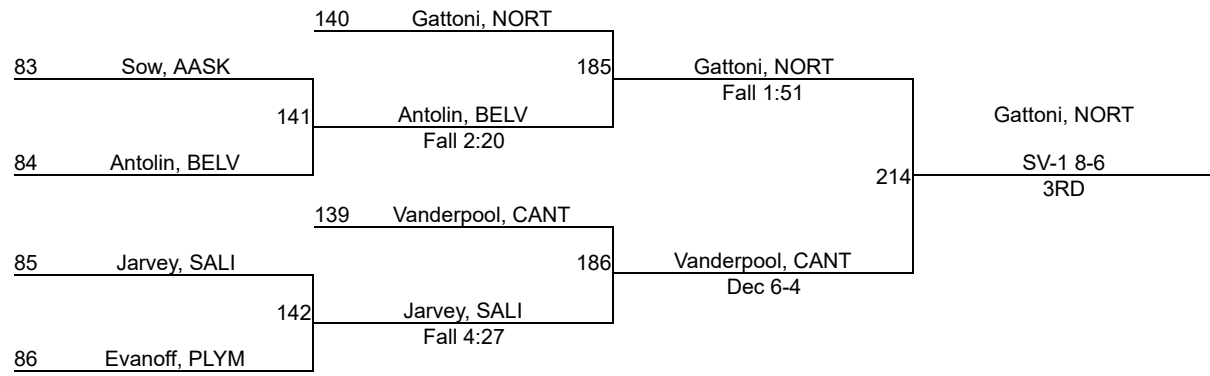 140 Gattoni, NORT
83 Sow, AASK
185 Gattoni, NORT
Fall 1:51
141 Antolin, BELV
Fall 2:20
Gattoni, NORT
84 Antolin, BELV
214 SV-1 8-6
3RD
139 Vanderpool, CANT
85 Jarvey, SALI
186 Vanderpool, CANT
Dec 6-4
142 Jarvey, SALI
Fall 4:27
86 Evanoff, PLYM